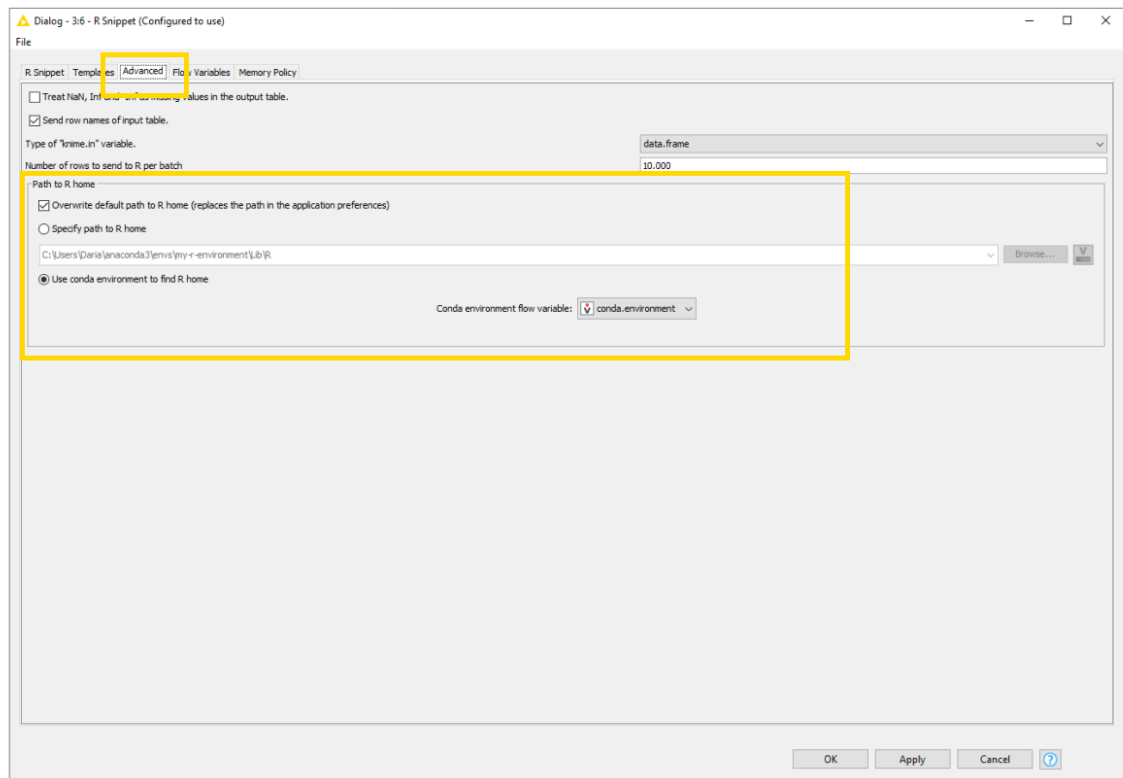 Dialog - 3:6 - R Snippet (Configured to use)
File
R Snippet Templates Advanced Flow Variables Memory Policy
Treat NaN, Inf and -Inf as missing values in the output table.
Send row names of input table.
Type of "knime.in" variable. data.frame
Number of rows to send to R per batch 10.000
Path to R home
Overwrite default path to R home (replaces the path in the application preferences)
Specify path to R home
C:\Users\Daria\anaconda3\envs\my-r-environment\Lib\R Browse... V
Use conda environment to find R home
Conda environment flow variable: V conda.environment
OK Apply Cancel ?